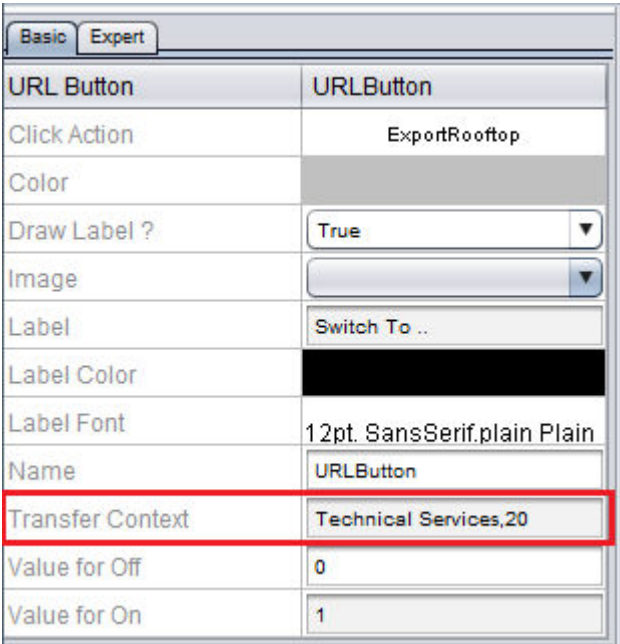 Basic Expert
URL Button URLButton
Click Action ExportRooftop
Color
Draw Label ? True
Image
Label Switch To ..
Label Color
Label Font 12pt. SansSerif.plain Plain
Name URLButton
Transfer Context Technical Services,20
Value for Off 0
Value for On 1